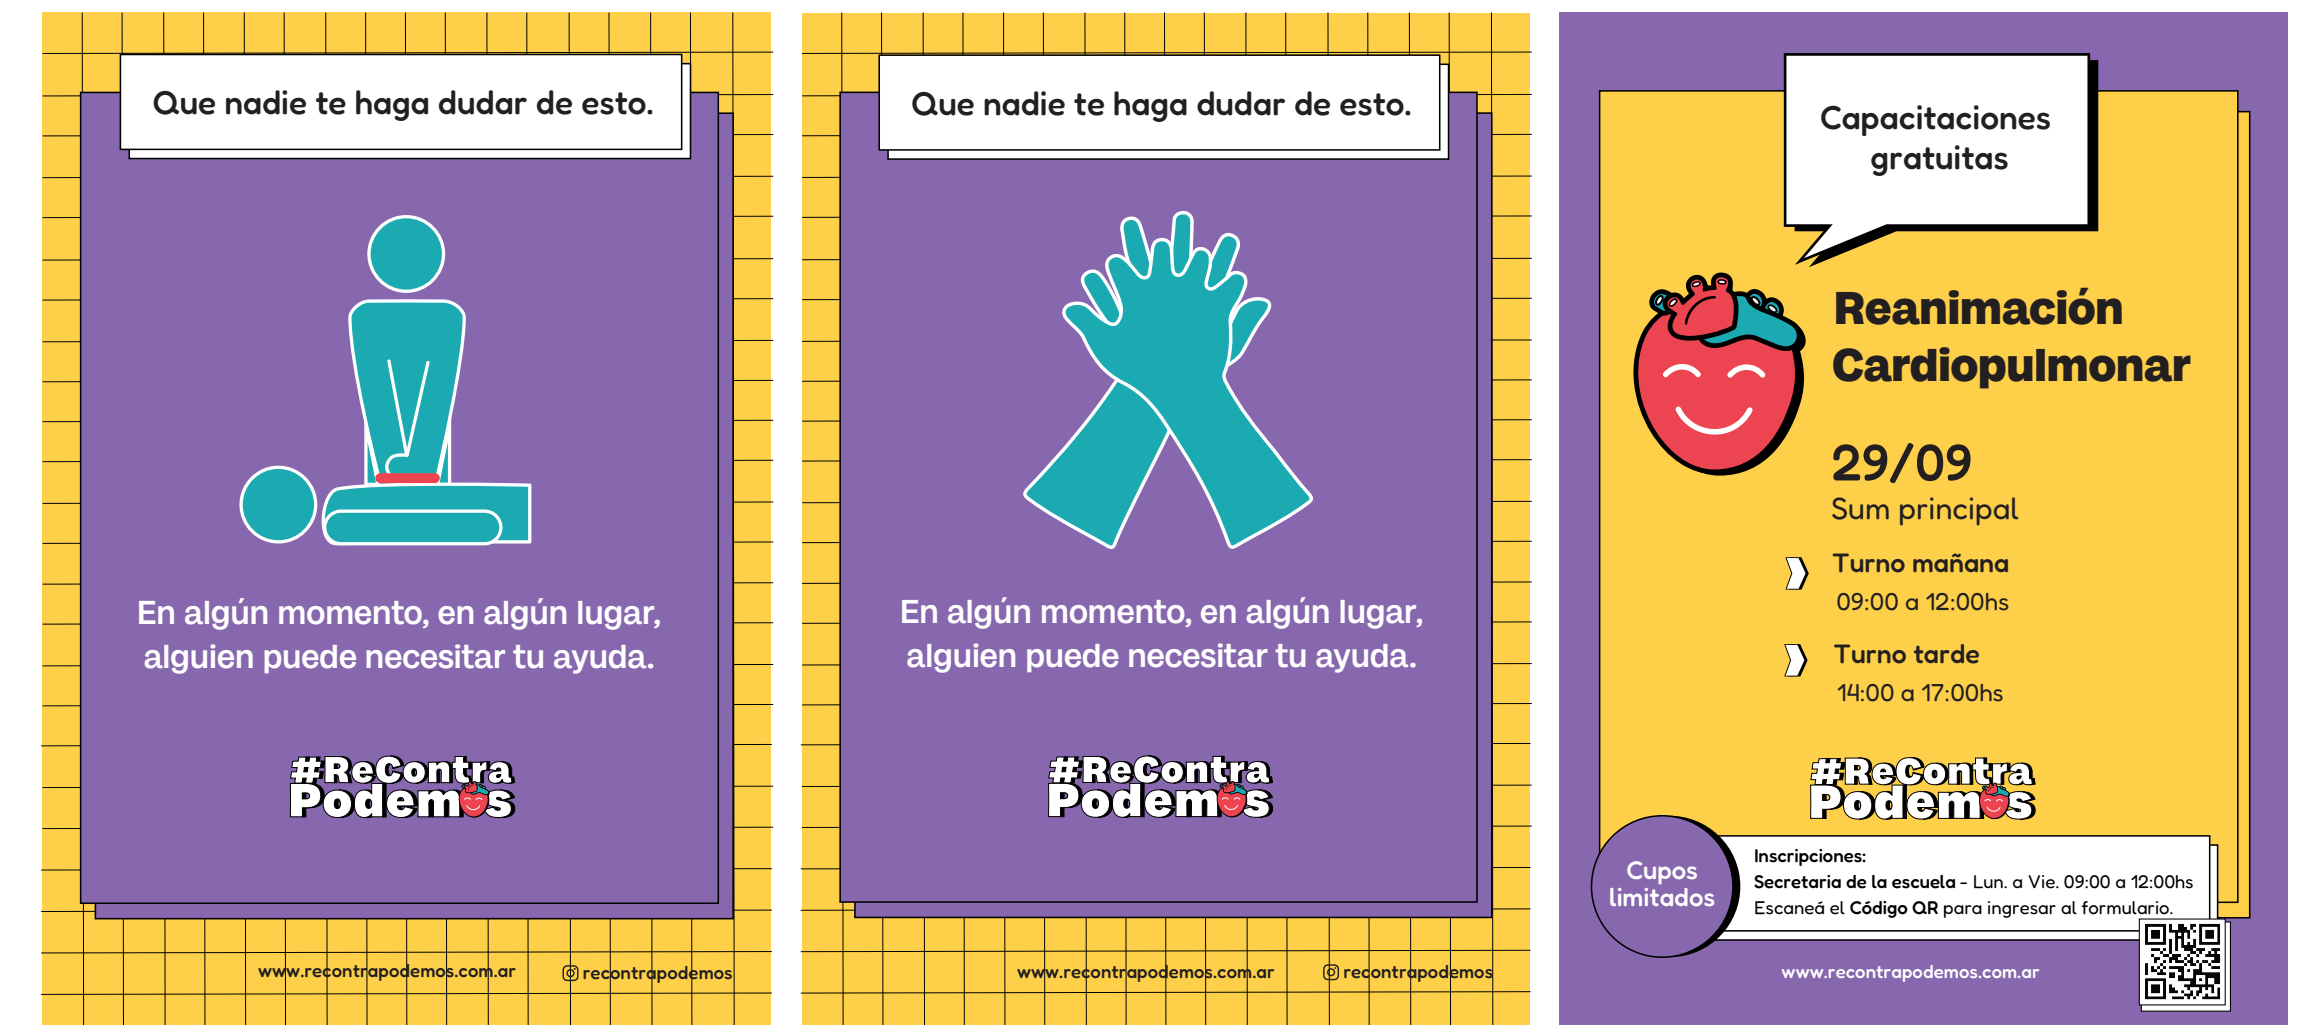 Que nadie te haga dudar de esto.
En algún momento, en algún lugar,
alguien puede necesitar tu ayuda.
#ReContra
Podemos
www.recontrapodemos.com.ar
recontrapodemos
Que nadie te haga dudar de esto.
En algún momento, en algún lugar,
alguien puede necesitar tu ayuda.
#ReContra
Podemos
www.recontrapodemos.com.ar
recontrapodemos
Capacitaciones
gratuitas
Reanimación
Cardiopulmonar
29/09
Sum principal
Turno mañana
09:00 a 12:00hs
Turno tarde
14:00 a 17:00hs
#ReContra
Podemos
Cupos
limitados
Inscripciones:
Secretaria de la escuela - Lun. a Vie. 09:00 a 12:00hs
Escaneá el Código QR para ingresar al formulario.
www.recontrapodemos.com.ar